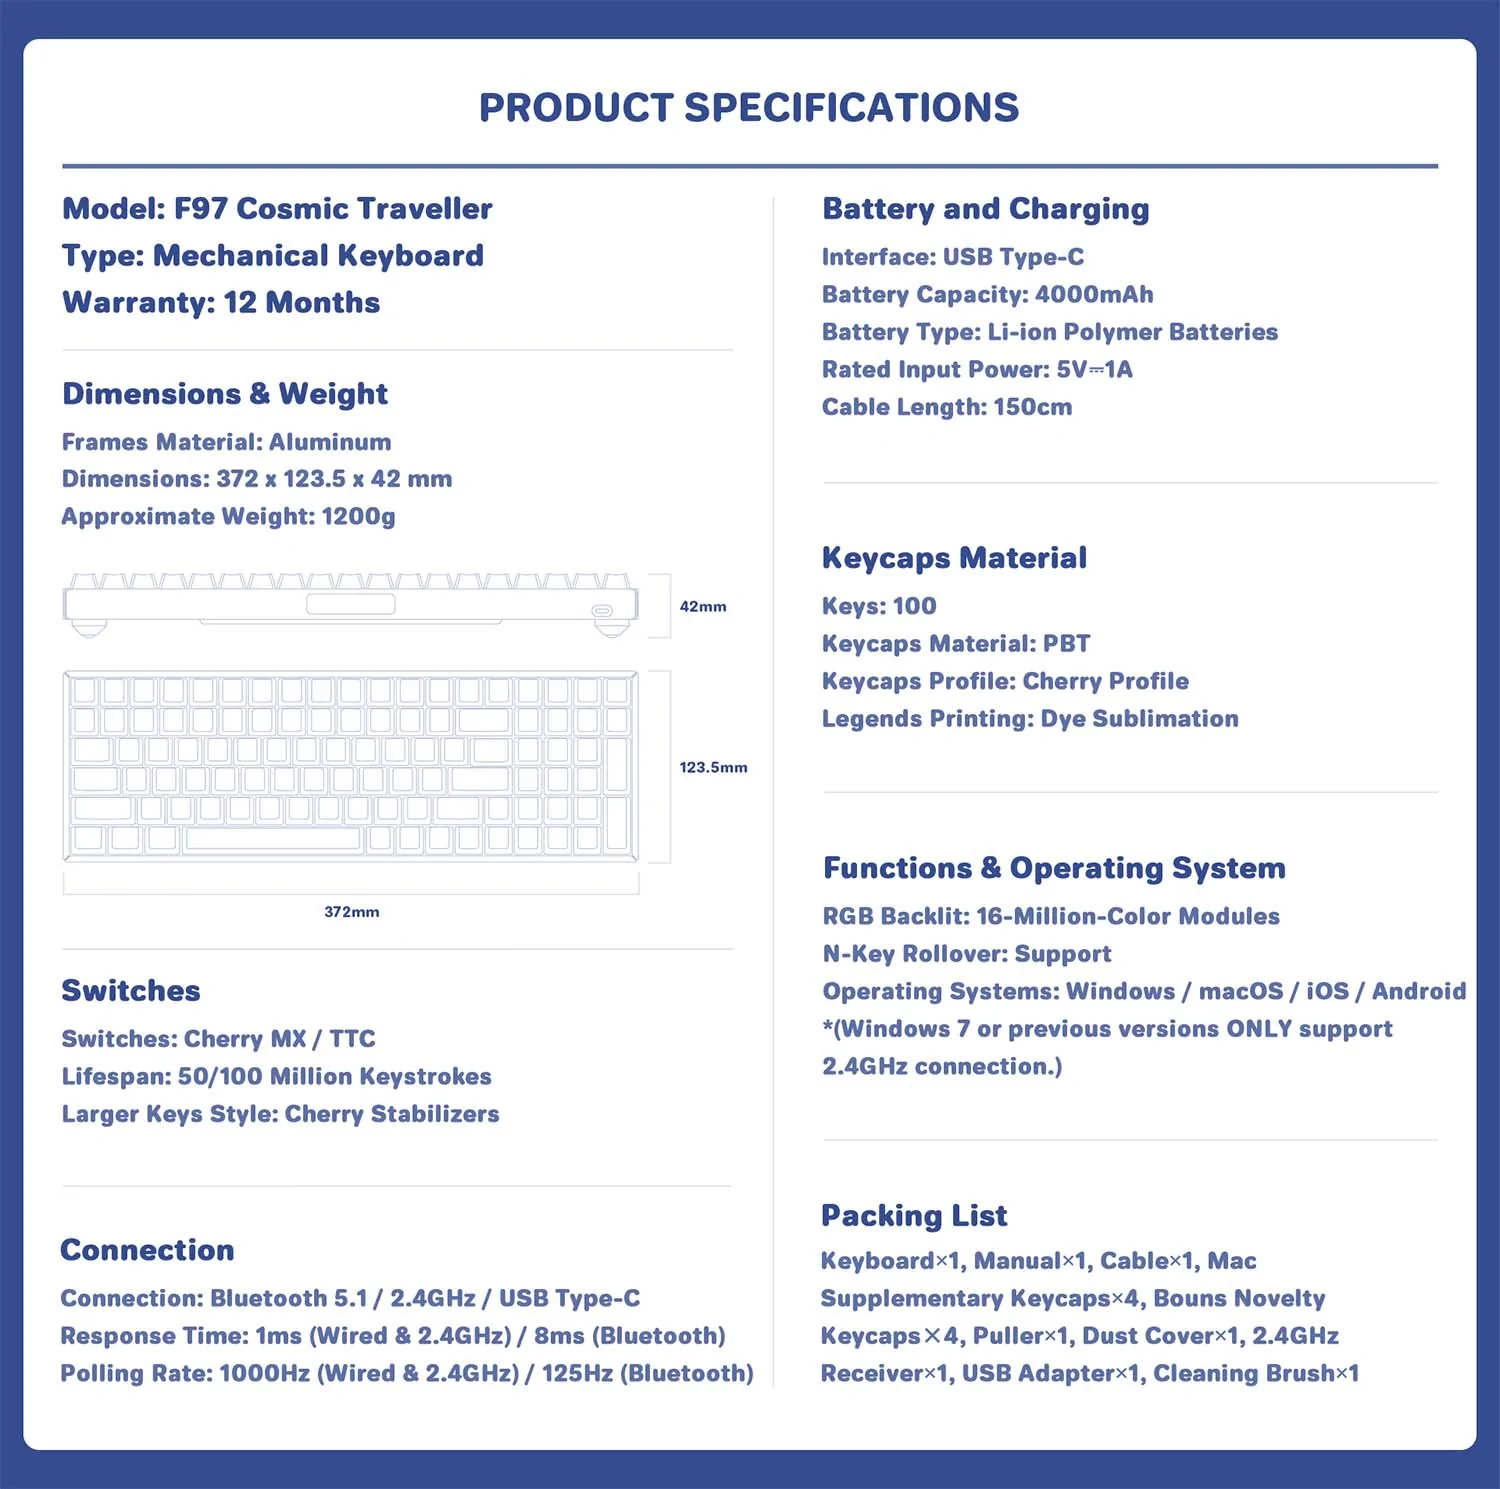 PRODUCT SPECIFICATIONS
Model: F97 Cosmic Traveller
Type: Mechanical Keyboard
Warranty: 12 Months
Dimensions & Weight
Frames Material: Aluminum
Dimensions: 372 x 123.5 x 42 mm
Approximate Weight: 1200g
42mm
123.5mm
372mm
Switches
Switches: Cherry MX / TTC
Lifespan: 50/100 Million Keystrokes
Larger Keys Style: Cherry Stabilizers
Connection
Connection: Bluetooth 5.1 / 2.4GHz / USB Type-C
Response Time: 1ms (Wired & 2.4GHz) / 8ms (Bluetooth)
Polling Rate: 1000Hz (Wired & 2.4GHz) / 125Hz (Bluetooth)
Battery and Charging
Interface: USB Type-C
Battery Capacity: 4000mAh
Battery Type: Li-ion Polymer Batteries
Rated Input Power: 5V⎓1A
Cable Length: 150cm
Keycaps Material
Keys: 100
Keycaps Material: PBT
Keycaps Profile: Cherry Profile
Legends Printing: Dye Sublimation
Functions & Operating System
RGB Backlit: 16-Million-Color Modules
N-Key Rollover: Support
Operating Systems: Windows / macOS / iOS / Android
*(Windows 7 or previous versions ONLY support
2.4GHz connection.)
Packing List
Keyboard×1, Manual×1, Cable×1, Mac
Supplementary Keycaps×4, Bouns Novelty
Keycaps×4, Puller×1, Dust Cover×1, 2.4GHz
Receiver×1, USB Adapter×1, Cleaning Brush×1